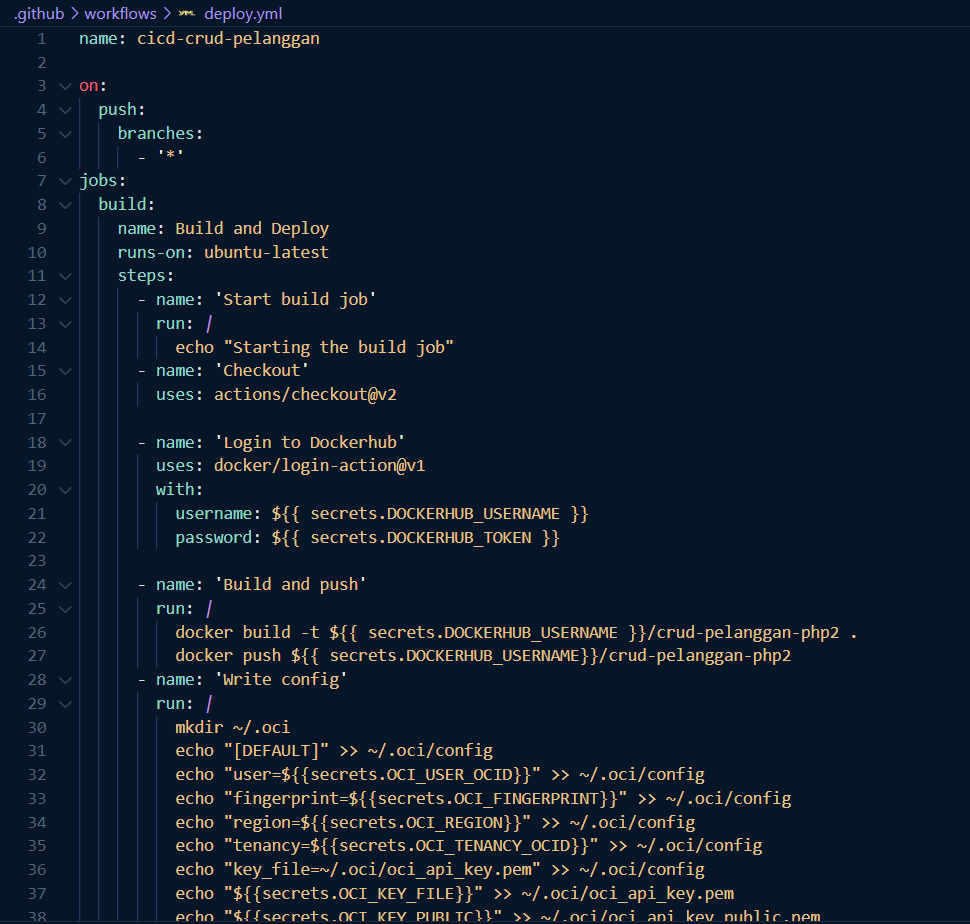 .github > workflows > deploy.yml
1 name: cicd-crud-pelanggan
2
3 on:
4   push:
5     branches:
6       - '*'
7 jobs:
8   build:
9     name: Build and Deploy
10     runs-on: ubuntu-latest
11     steps:
12       - name: 'Start build job'
13         run: |
14           echo "Starting the build job"
15       - name: 'Checkout'
16         uses: actions/checkout@v2
17
18       - name: 'Login to Dockerhub'
19         uses: docker/login-action@v1
20         with:
21           username: ${{ secrets.DOCKERHUB_USERNAME }}
22           password: ${{ secrets.DOCKERHUB_TOKEN }}
23
24       - name: 'Build and push'
25         run: |
26           docker build -t ${{ secrets.DOCKERHUB_USERNAME }}/crud-pelanggan-php2 .
27           docker push ${{ secrets.DOCKERHUB_USERNAME}}/crud-pelanggan-php2
28       - name: 'Write config'
29         run: |
30           mkdir ~/.oci
31           echo "[DEFAULT]" >> ~/.oci/config
32           echo "user=${{secrets.OCI_USER_OCID}}" >> ~/.oci/config
33           echo "fingerprint=${{secrets.OCI_FINGERPRINT}}" >> ~/.oci/config
34           echo "region=${{secrets.OCI_REGION}}" >> ~/.oci/config
35           echo "tenancy=${{secrets.OCI_TENANCY_OCID}}" >> ~/.oci/config
36           echo "key_file=~/.oci/oci_api_key.pem" >> ~/.oci/config
37           echo "${{secrets.OCI_KEY_FILE}}" >> ~/.oci/oci_api_key.pem
38           echo "${{secrets.OCI_KEY_PUBLIC}}" >> ~/.oci/oci_api_key_public.pem